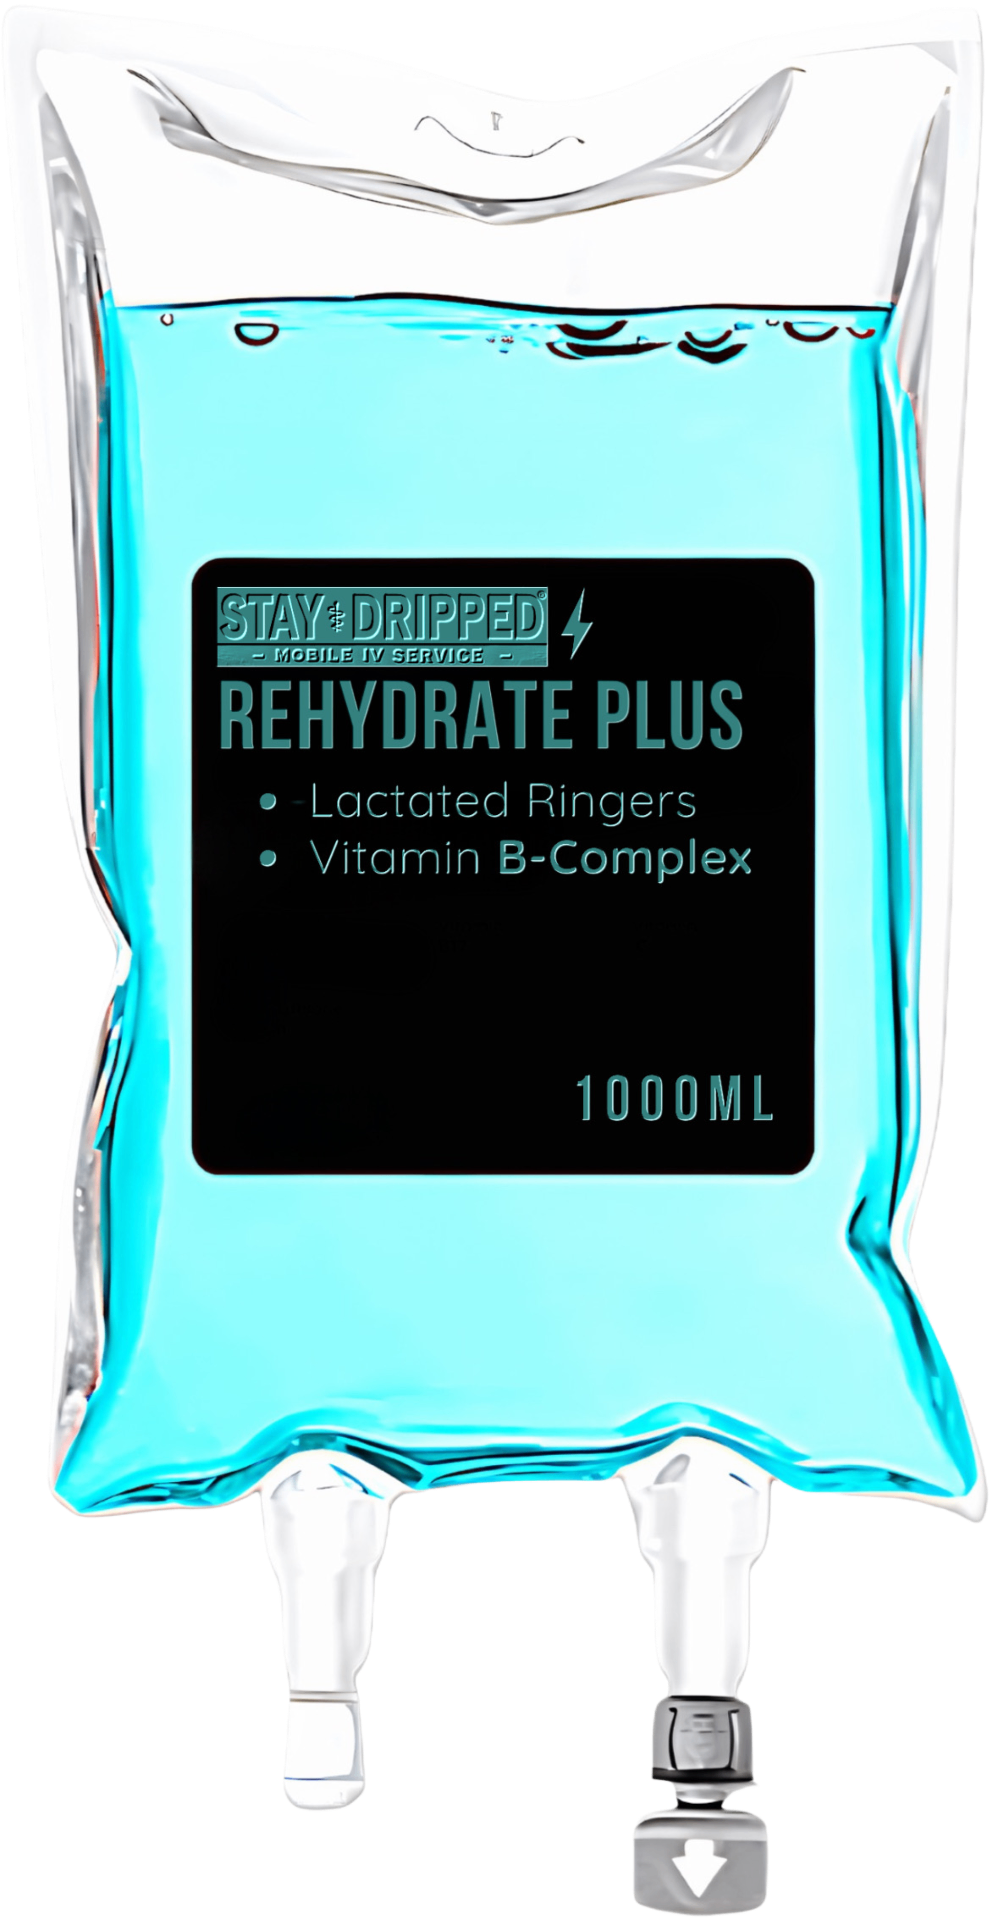 STAY DRIPPED®
- MOBILE IV SERVICE -
REHYDRATE PLUS
• Lactated Ringers
• Vitamin B-Complex
1000ML